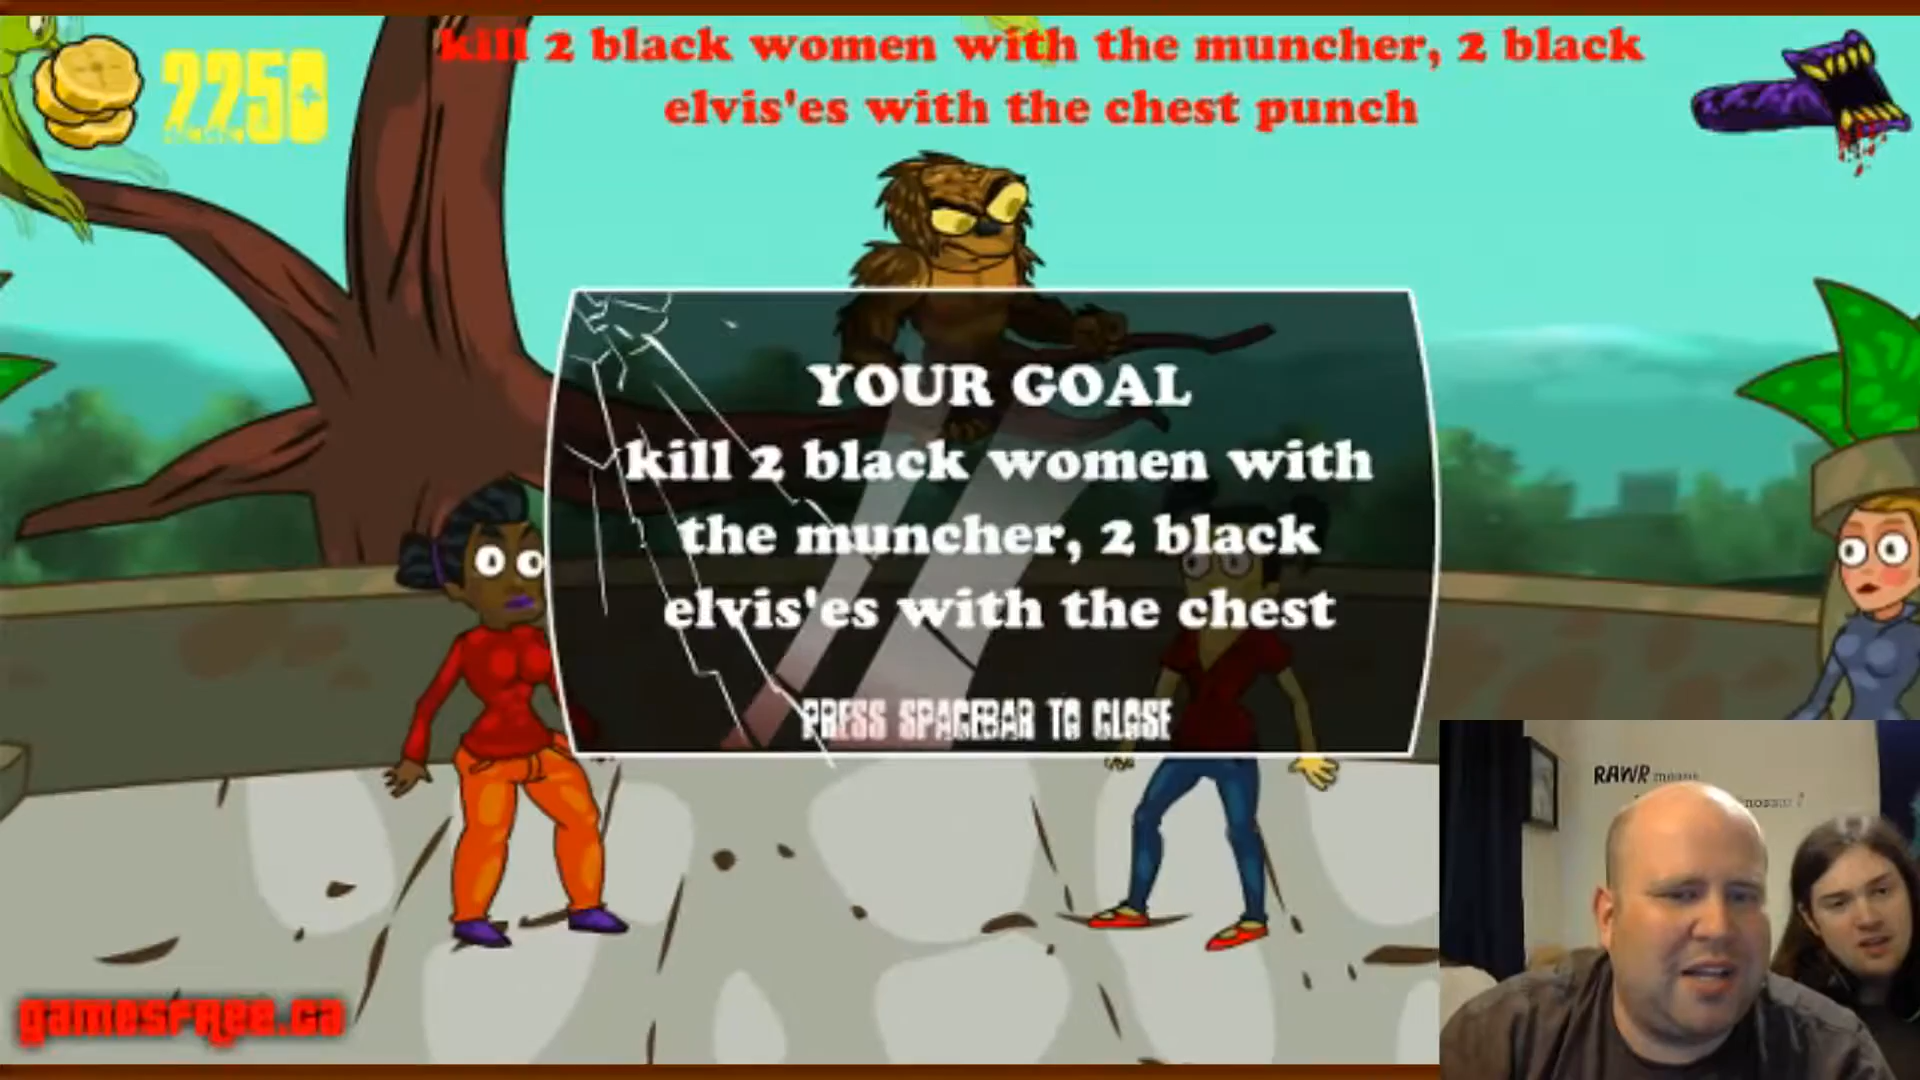 2250
kill 2 black women with the muncher, 2 black
elvis'es with the chest punch
YOUR GOAL
kill 2 black women with
the muncher, 2 black
elvis'es with the chest
PRESS SPACEBAR TO CLOSE
RAWR means
gamesfree.ca